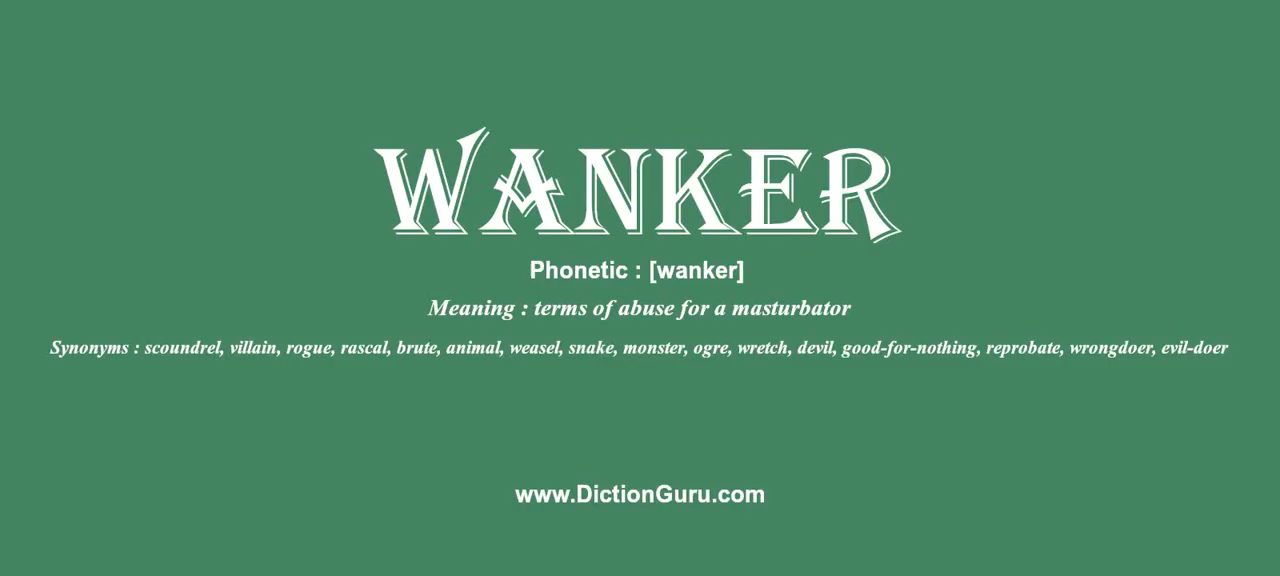 WANKER
Phonetic : [wanker]
Meaning : terms of abuse for a masturbator
Synonyms : scoundrel, villain, rogue, rascal, brute, animal, weasel, snake, monster, ogre, wretch, devil, good-for-nothing, reprobate, wrongdoer, evil-doer
www.DictionGuru.com